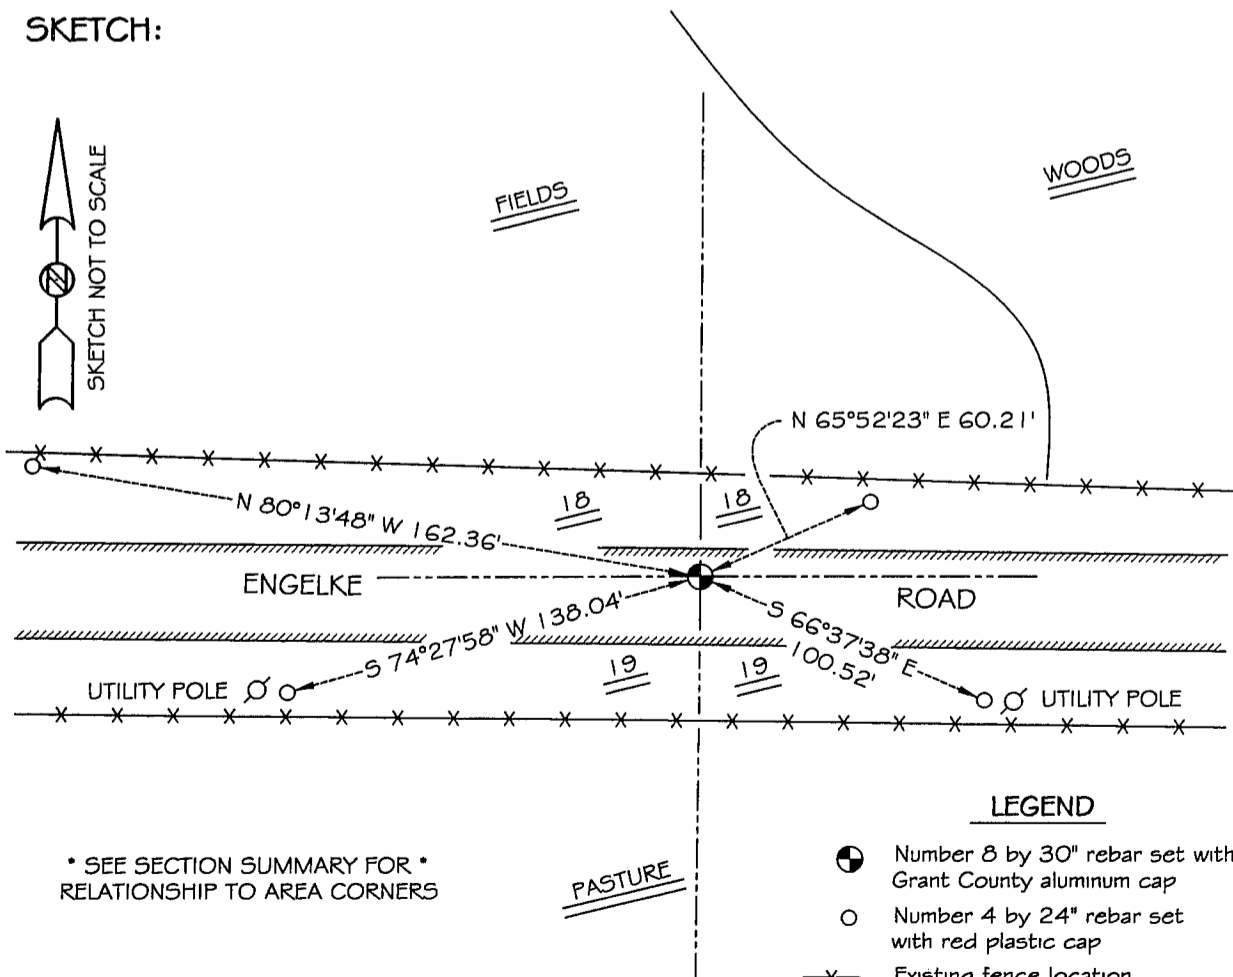 SKETCH:
SKETCH NOT TO SCALE
N
FIELDS
WOODS
N 65°52'23" E 60.21'
N 80°13'48" W 162.36'
18
18
ENGELKE
ROAD
S 74°27'58" W 138.04'
S 66°37'38" E
100.52'
19
19
UTILITY POLE
UTILITY POLE
* SEE SECTION SUMMARY FOR *
RELATIONSHIP TO AREA CORNERS
PASTURE
LEGEND
Number 8 by 30" rebar set with
Grant County aluminum cap
Number 4 by 24" rebar set
with red plastic cap
Existing fence location